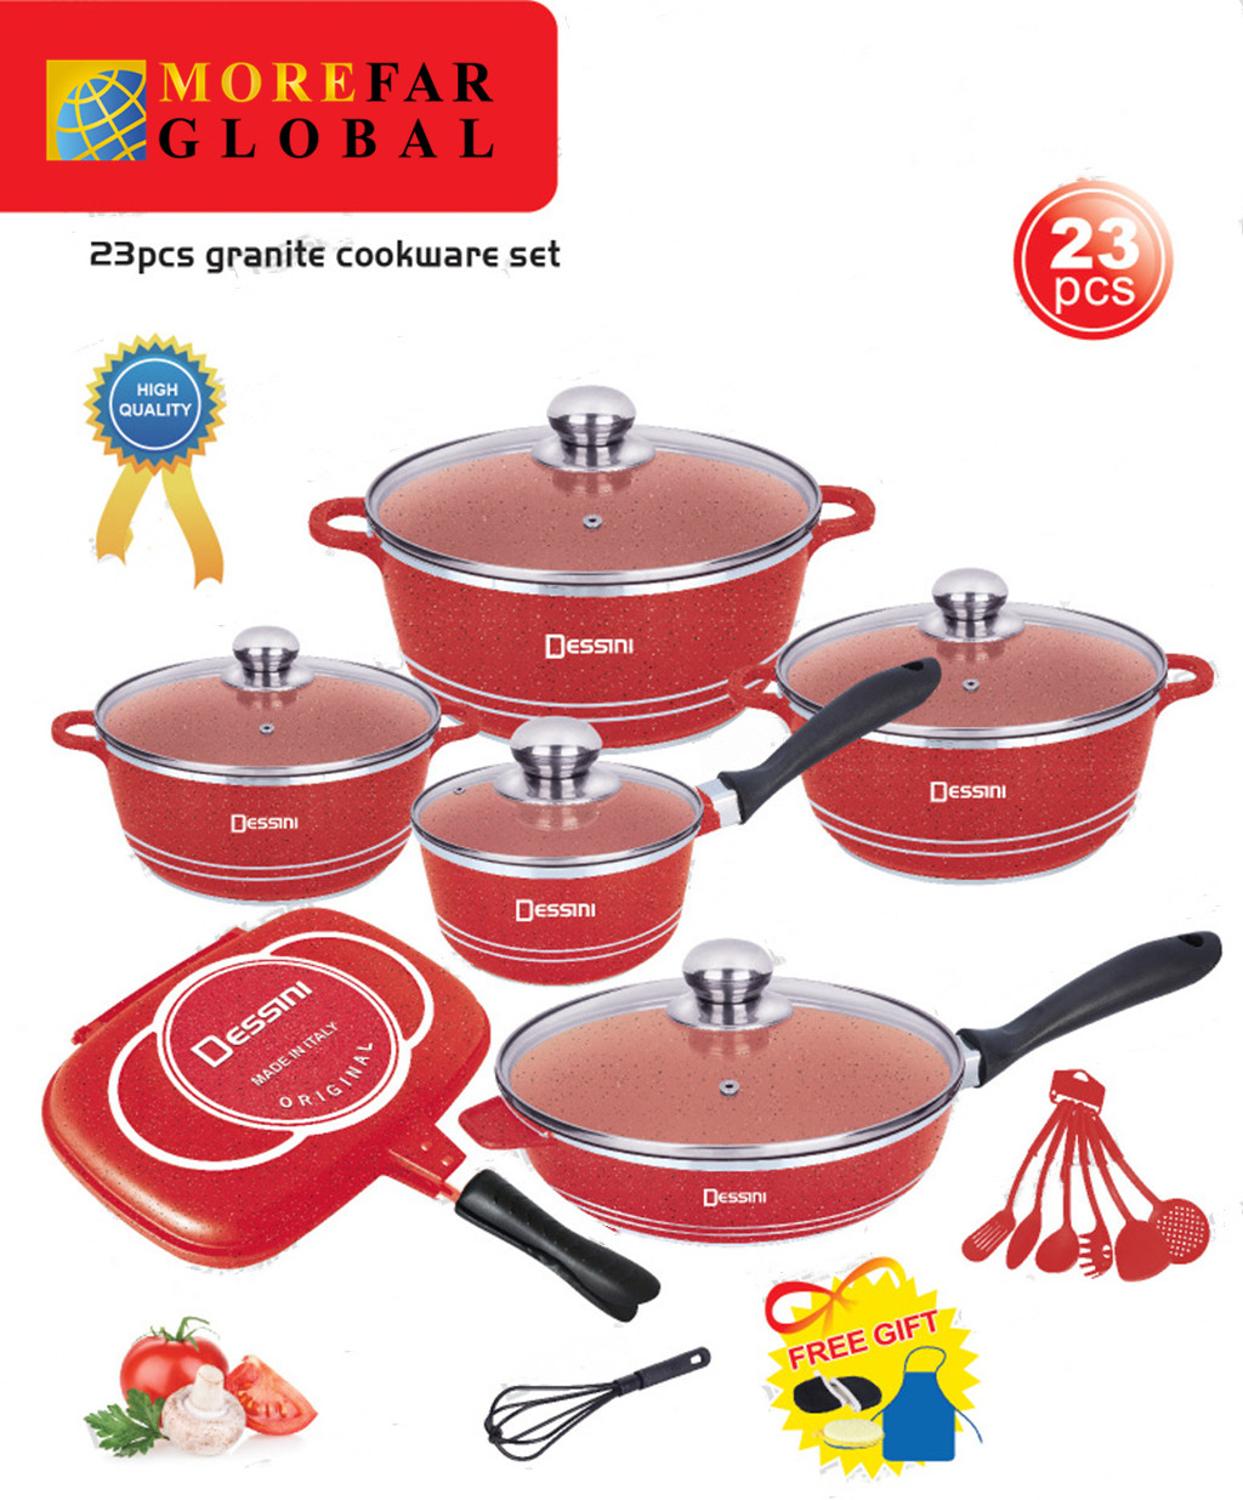 MOREFAR
GLOBAL
23pcs granite cookware set
23
pcs
HIGH
QUALITY
DESSINI
DESSINI
DESSINI
DESSINI
DESSINI
MADE IN ITALY
ORIGINAL
DESSINI
FREE GIFT